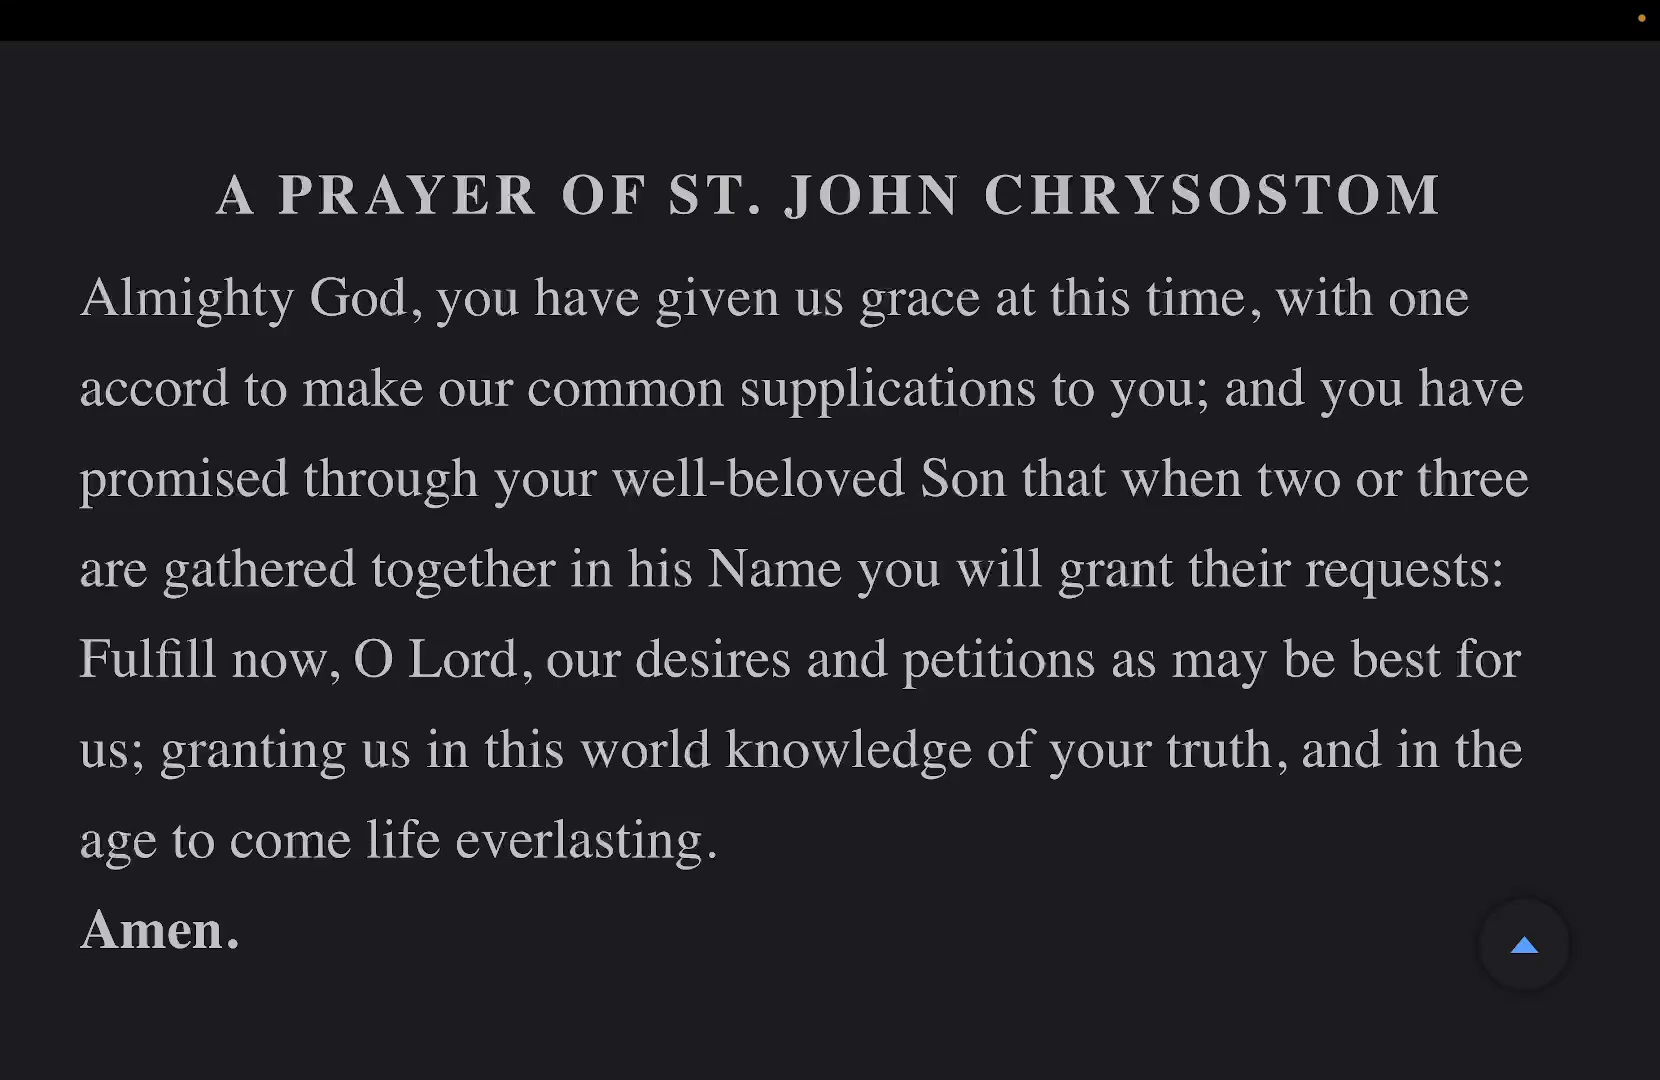 A PRAYER OF ST. JOHN CHRYSOSTOM
Almighty God, you have given us grace at this time, with one
accord to make our common supplications to you; and you have
promised through your well-beloved Son that when two or three
are gathered together in his Name you will grant their requests:
Fulfill now, O Lord, our desires and petitions as may be best for
us; granting us in this world knowledge of your truth, and in the
age to come life everlasting.
Amen.